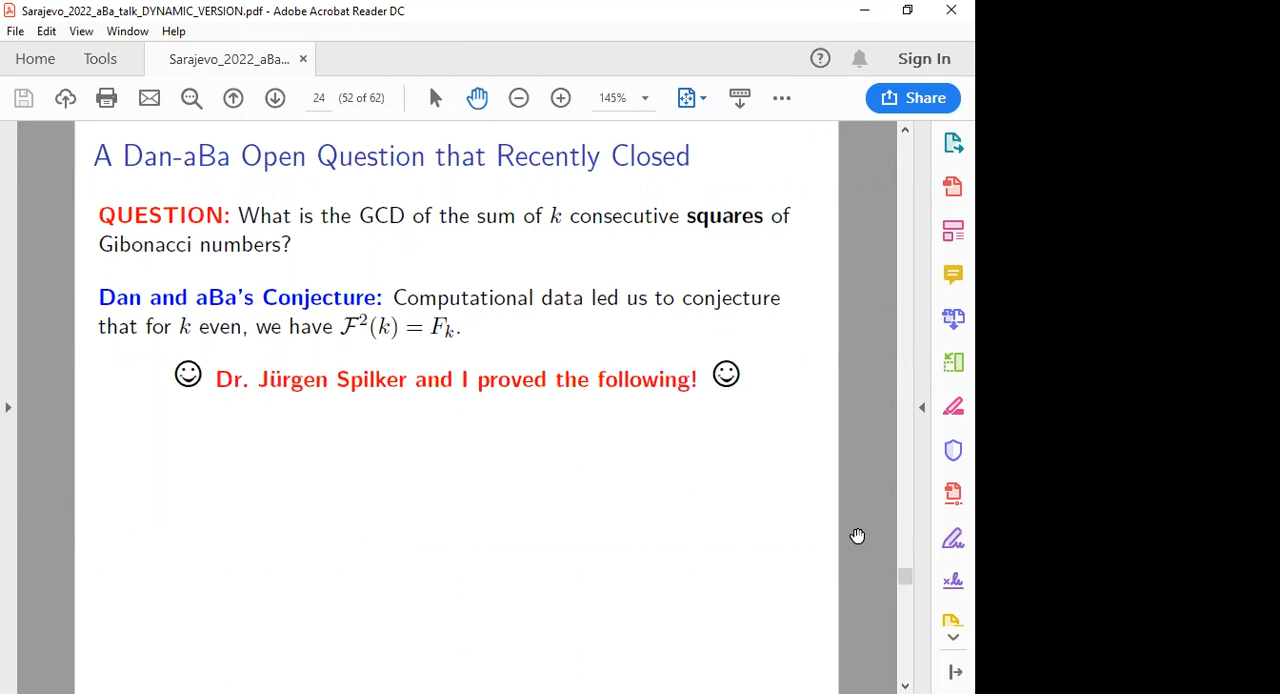 Sarajevo_2022_aBa_talk_DYNAMIC_VERSION.pdf - Adobe Acrobat Reader DC
File Edit View Window Help
Home Tools Sarajevo_2022_aBa... × Sign In
24 (52 of 62) 145% Share
A Dan-aBa Open Question that Recently Closed
QUESTION: What is the GCD of the sum of k consecutive squares of
Gibonacci numbers?
Dan and aBa's Conjecture: Computational data led us to conjecture
that for k even, we have 𝓕²(k) = Fₖ.
Dr. Jürgen Spilker and I proved the following!